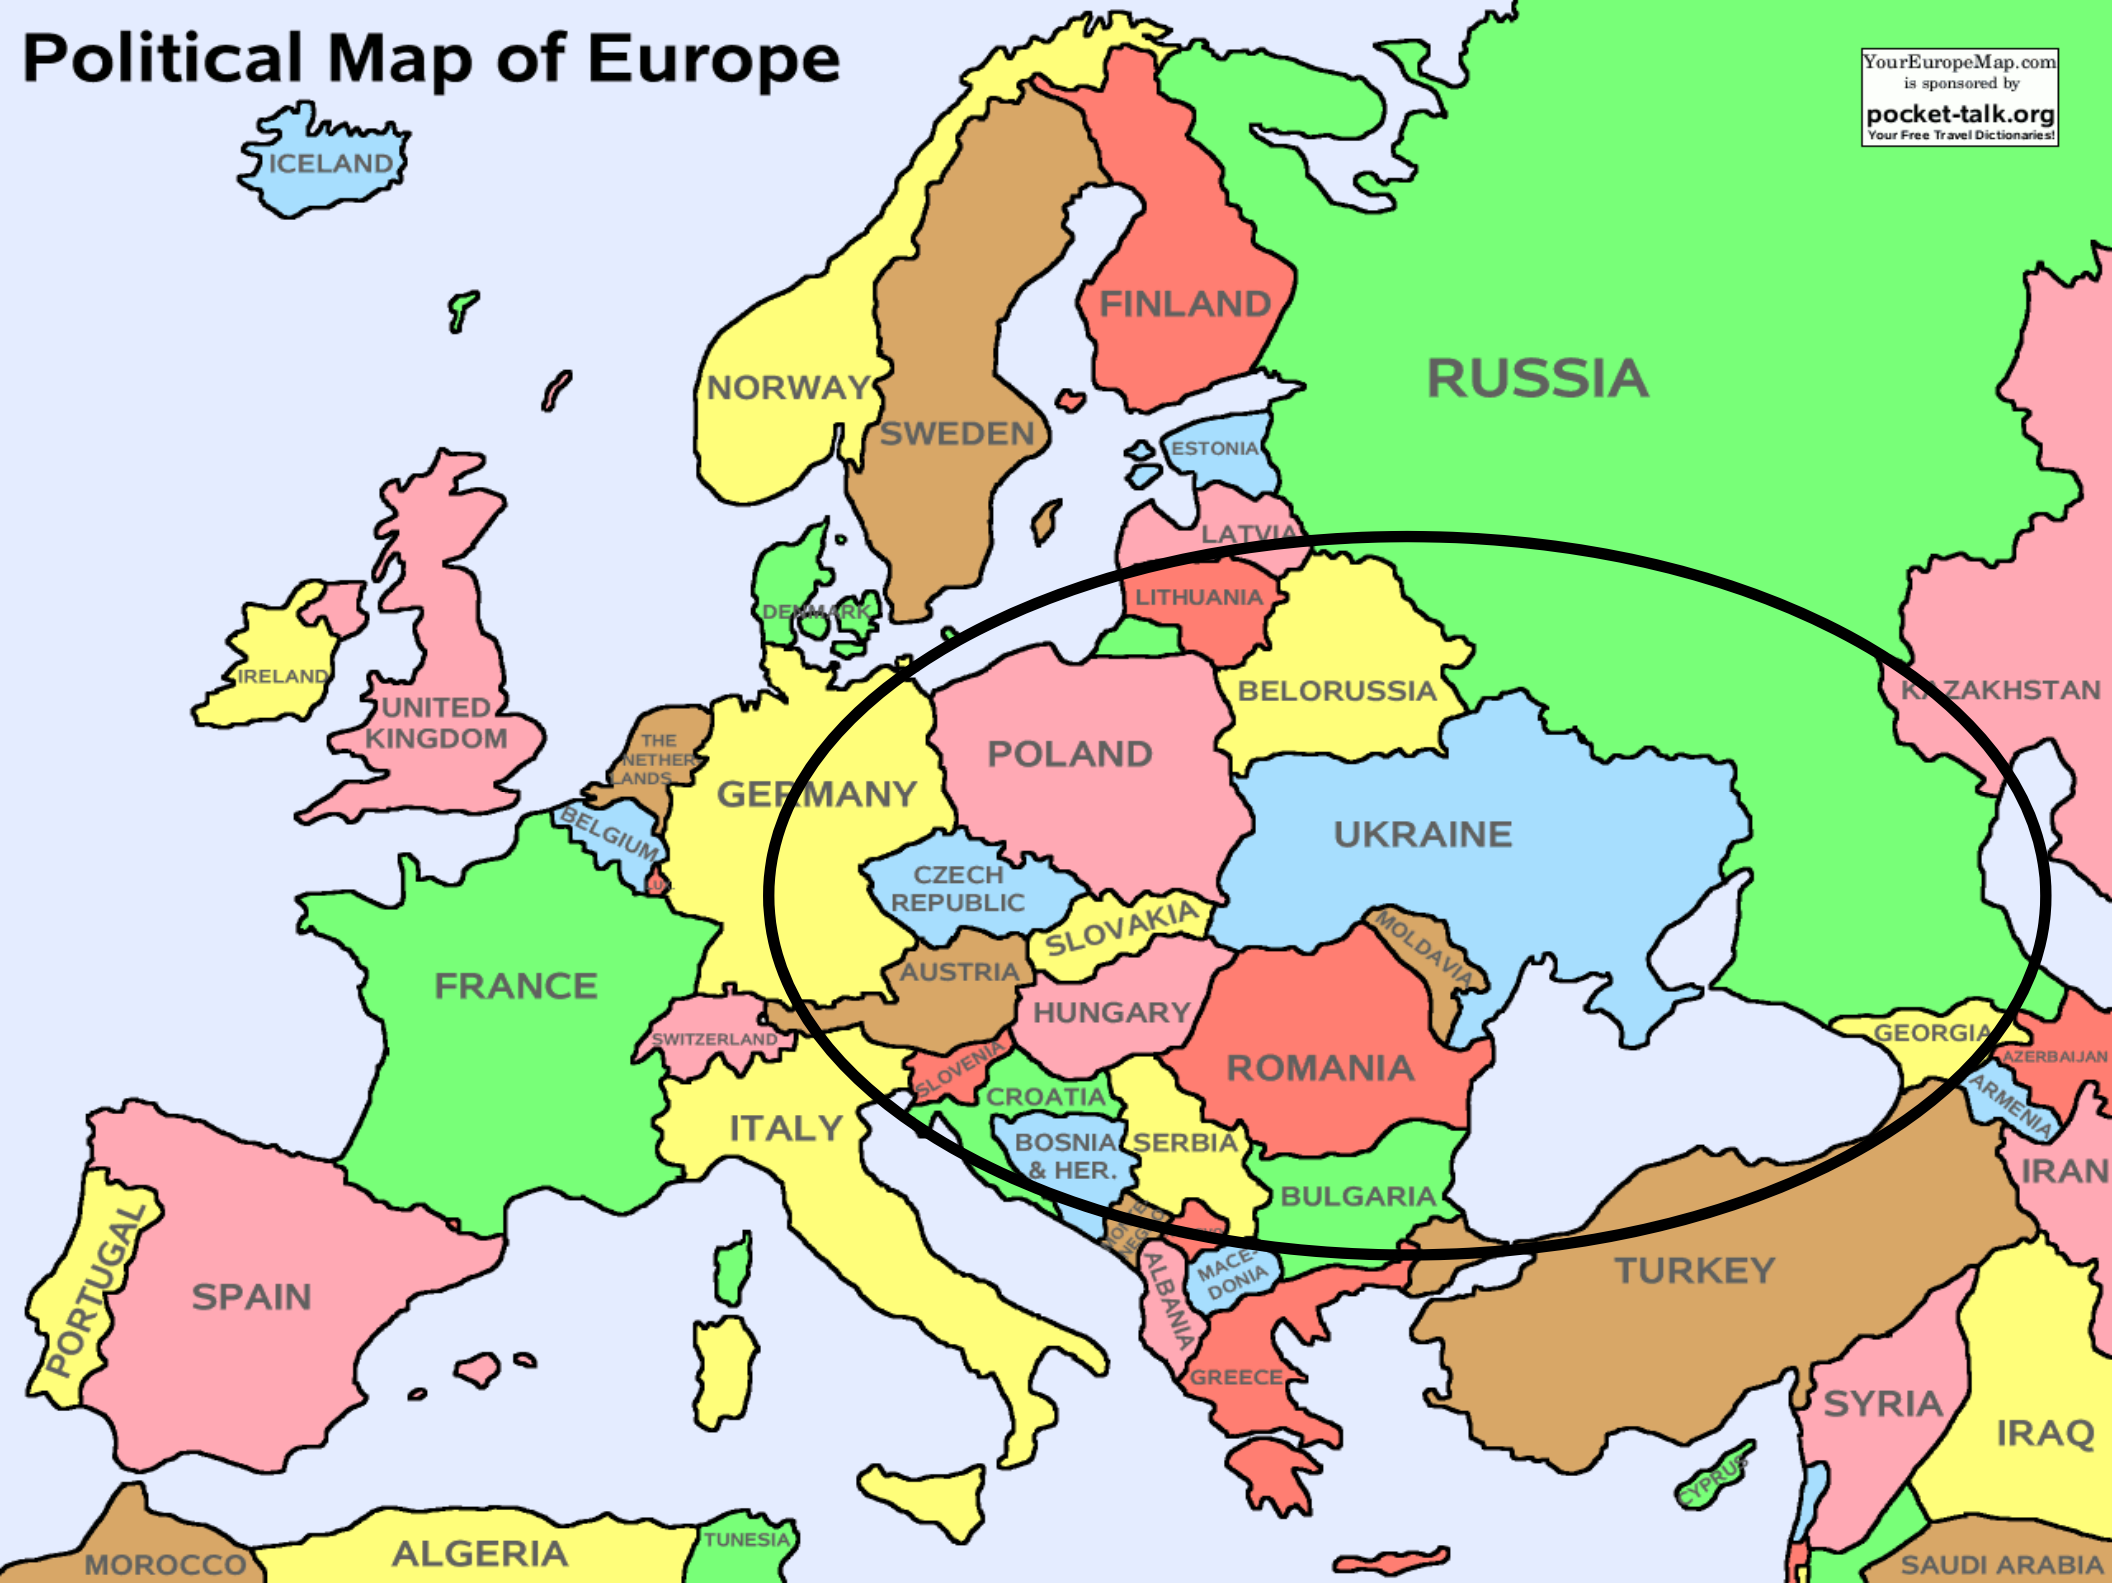 Political Map of Europe
YourEuropeMap.com
is sponsored by
pocket-talk.org
Your Free Travel Dictionaries!
ICELAND
FINLAND
RUSSIA
NORWAY
SWEDEN
ESTONIA
LATVIA
LITHUANIA
DENMARK
IRELAND
UNITED
KINGDOM
THE
NETHER-
LANDS
BELORUSSIA
KAZAKHSTAN
POLAND
GERMANY
BELGIUM
LUX.
UKRAINE
CZECH
REPUBLIC
SLOVAKIA
MOLDAVIA
FRANCE
AUSTRIA
HUNGARY
SWITZERLAND
SLOVENIA
ROMANIA
GEORGIA
AZERBAIJAN
ARMENIA
CROATIA
ITALY
BOSNIA
& HER.
SERBIA
IRAN
BULGARIA
MONTE
NEGRO
MACE-
DONIA
ALBANIA
PORTUGAL
SPAIN
TURKEY
GREECE
SYRIA
IRAQ
CYPRUS
MOROCCO
ALGERIA
TUNESIA
SAUDI ARABIA